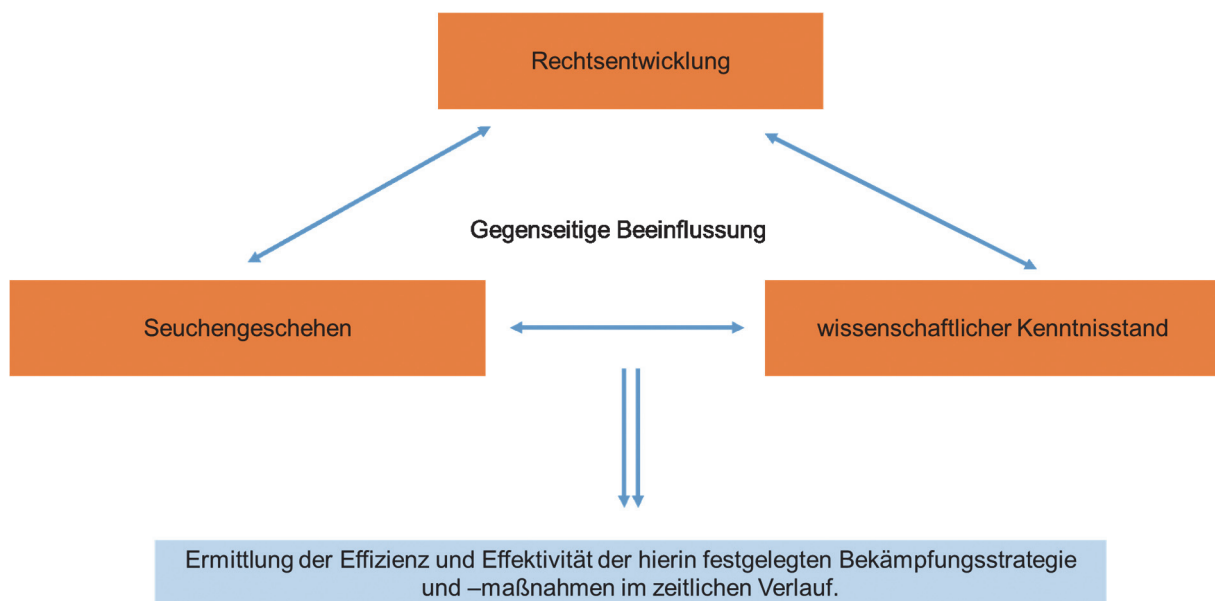 Rechtsentwicklung
Gegenseitige Beeinflussung
Seuchengeschehen
wissenschaftlicher Kenntnisstand
Ermittlung der Effizienz und Effektivität der hierin festgelegten Bekämpfungsstrategie
und –maßnahmen im zeitlichen Verlauf.